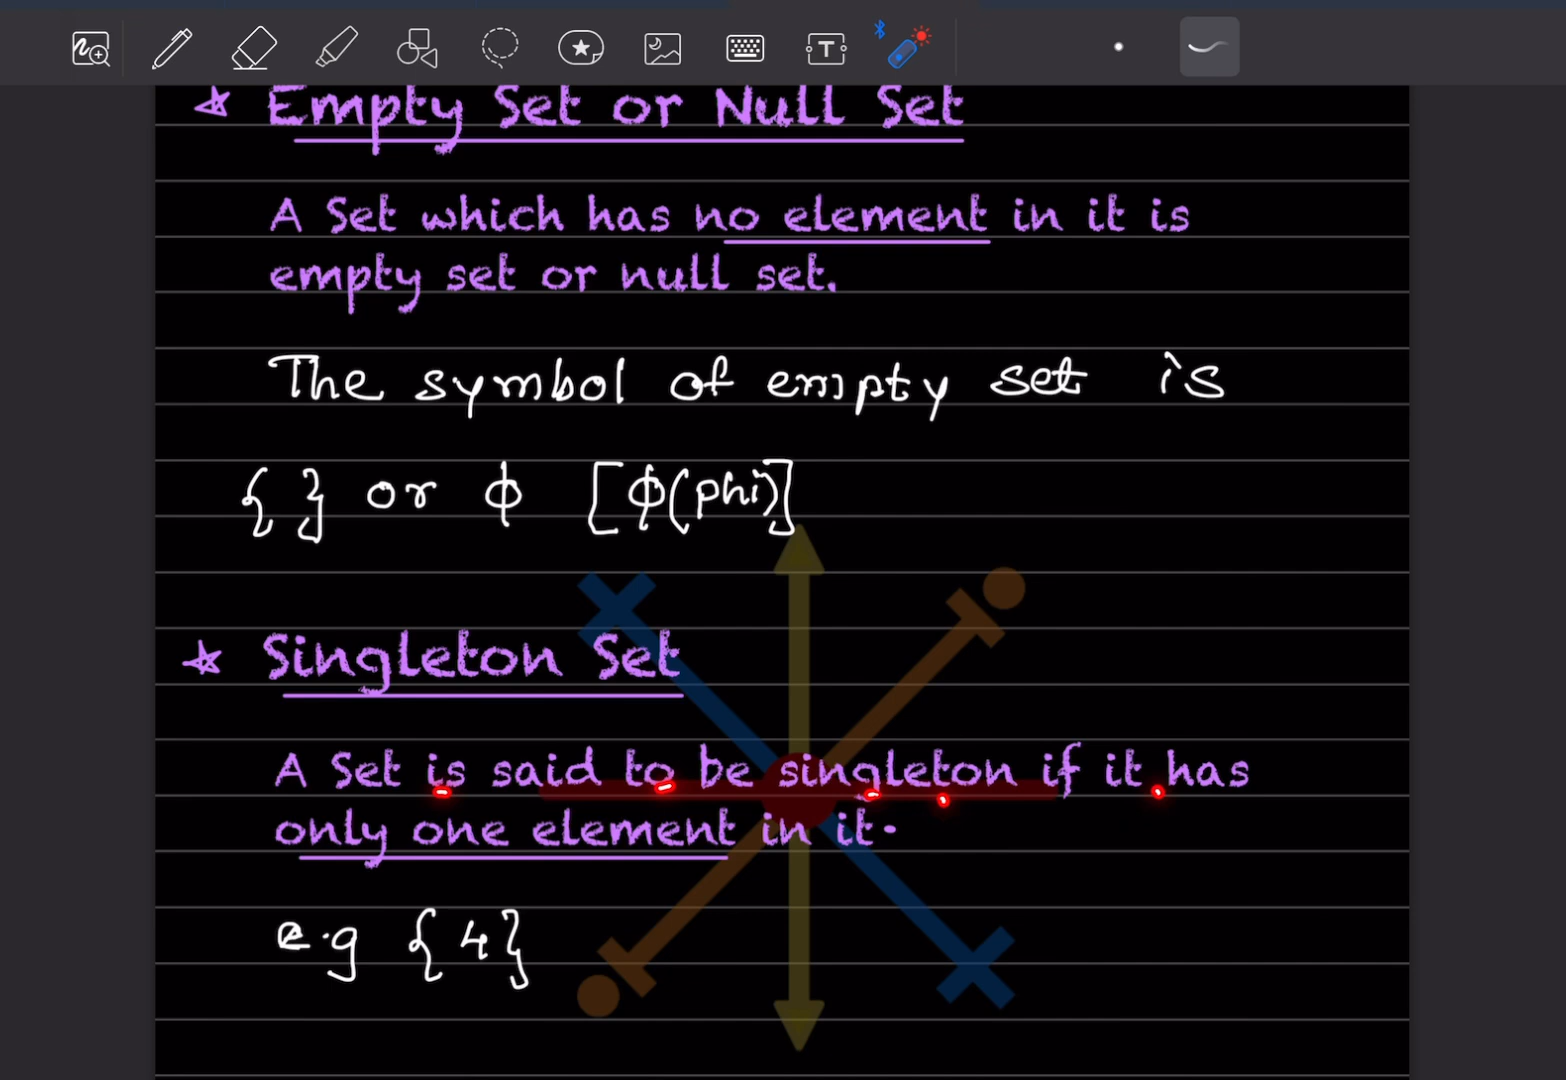 ☆ Empty Set or Null Set
A Set which has no element in it is
empty set or null set.
The symbol of empty set is
{ } or ϕ [ϕ(phi)]
☆ Singleton Set
A Set is said to be singleton if it has
only one element in it.
e.g {4}